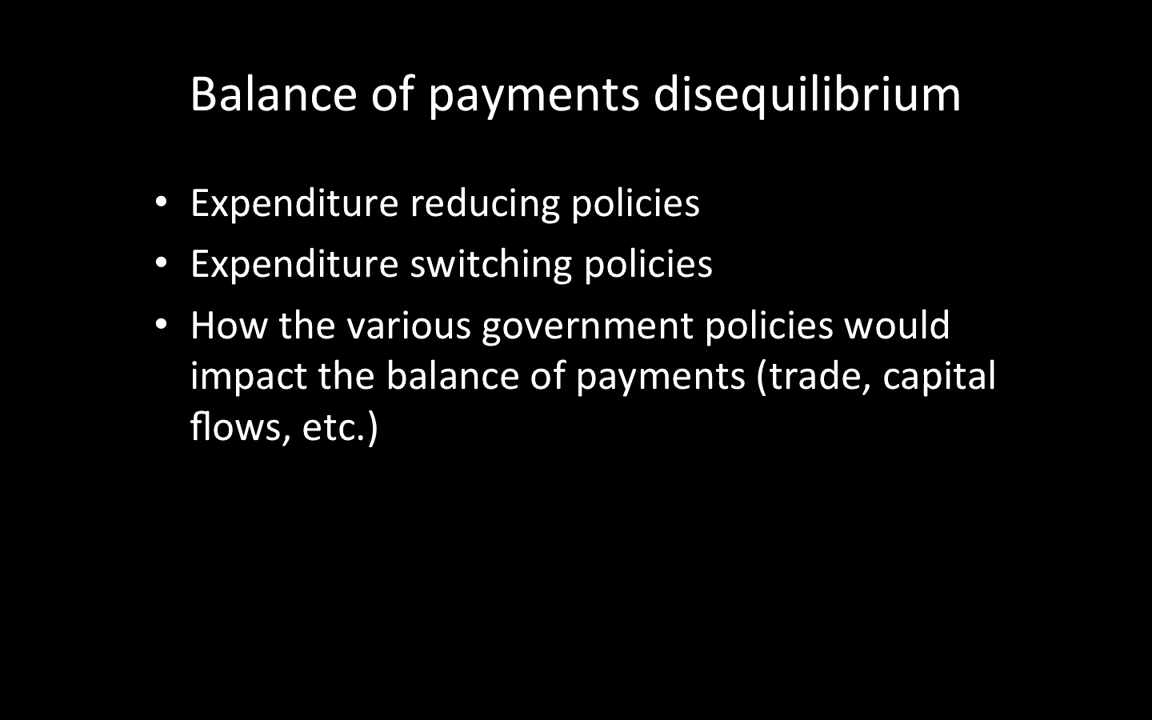 Balance of payments disequilibrium
• Expenditure reducing policies
• Expenditure switching policies
• How the various government policies would
impact the balance of payments (trade, capital
flows, etc.)